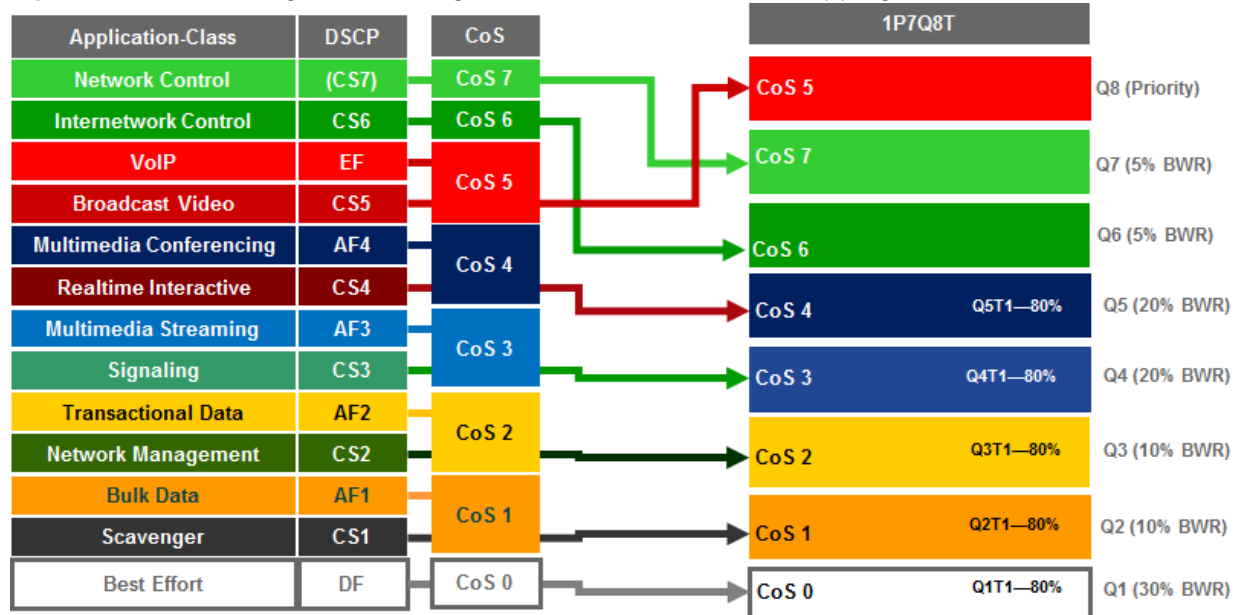 Application-Class DSCP CoS 1P7Q8T
Network Control (CS7) CoS 7 CoS 5 Q8 (Priority)
Internetwork Control CS6 CoS 6
VoIP EF CoS 7 Q7 (5% BWR)
CoS 5
Broadcast Video CS5
Multimedia Conferencing AF4 CoS 6 Q6 (5% BWR)
CoS 4
Realtime Interactive CS4 CoS 4 Q5T1—80% Q5 (20% BWR)
Multimedia Streaming AF3
CoS 3
Signaling CS3 CoS 3 Q4T1—80% Q4 (20% BWR)
Transactional Data AF2
CoS 2
Network Management CS2 CoS 2 Q3T1—80% Q3 (10% BWR)
Bulk Data AF1
CoS 1
Scavenger CS1 CoS 1 Q2T1—80% Q2 (10% BWR)
Best Effort DF CoS 0 CoS 0 Q1T1—80% Q1 (30% BWR)